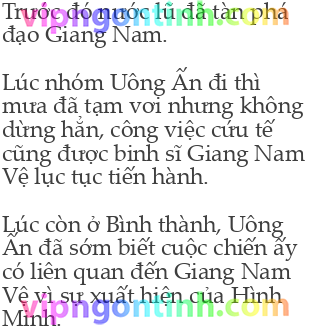 Trước đó nước lũ đã tàn phá
đạo Giang Nam.
Lúc nhóm Uông Ấn đi thì
mưa đã tạm vơi nhưng không
dừng hẳn, công việc cứu tế
cũng được binh sĩ Giang Nam
Vệ lục tục tiến hành.
Lúc còn ở Bình thành, Uông
Ấn đã sớm biết cuộc chiến ấy
có liên quan đến Giang Nam
Vệ vì sự xuất hiện của Hình
Minh.
vipngontinh.com
vipngontinh.com